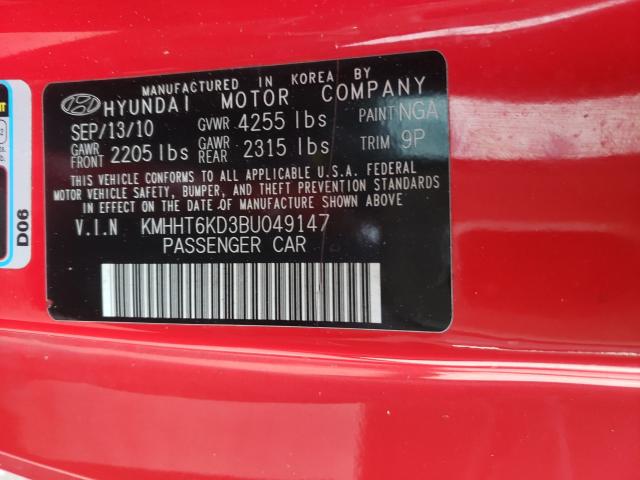 MANUFACTURED IN KOREA BY
HYUNDAI MOTOR COMPANY
SEP/13/10 GVWR 4255 lbs PAINT NGA
GAWR FRONT 2205 lbs GAWR REAR 2315 lbs TRIM 9P
THIS VEHICLE CONFORMS TO ALL APPLICABLE U.S.A. FEDERAL
MOTOR VEHICLE SAFETY, BUMPER, AND THEFT PREVENTION STANDARDS
IN EFFECT ON THE DATE OF MANUFACTURE SHOWN ABOVE
V.I.N KMHHT6KD3BU049147
PASSENGER CAR
D06